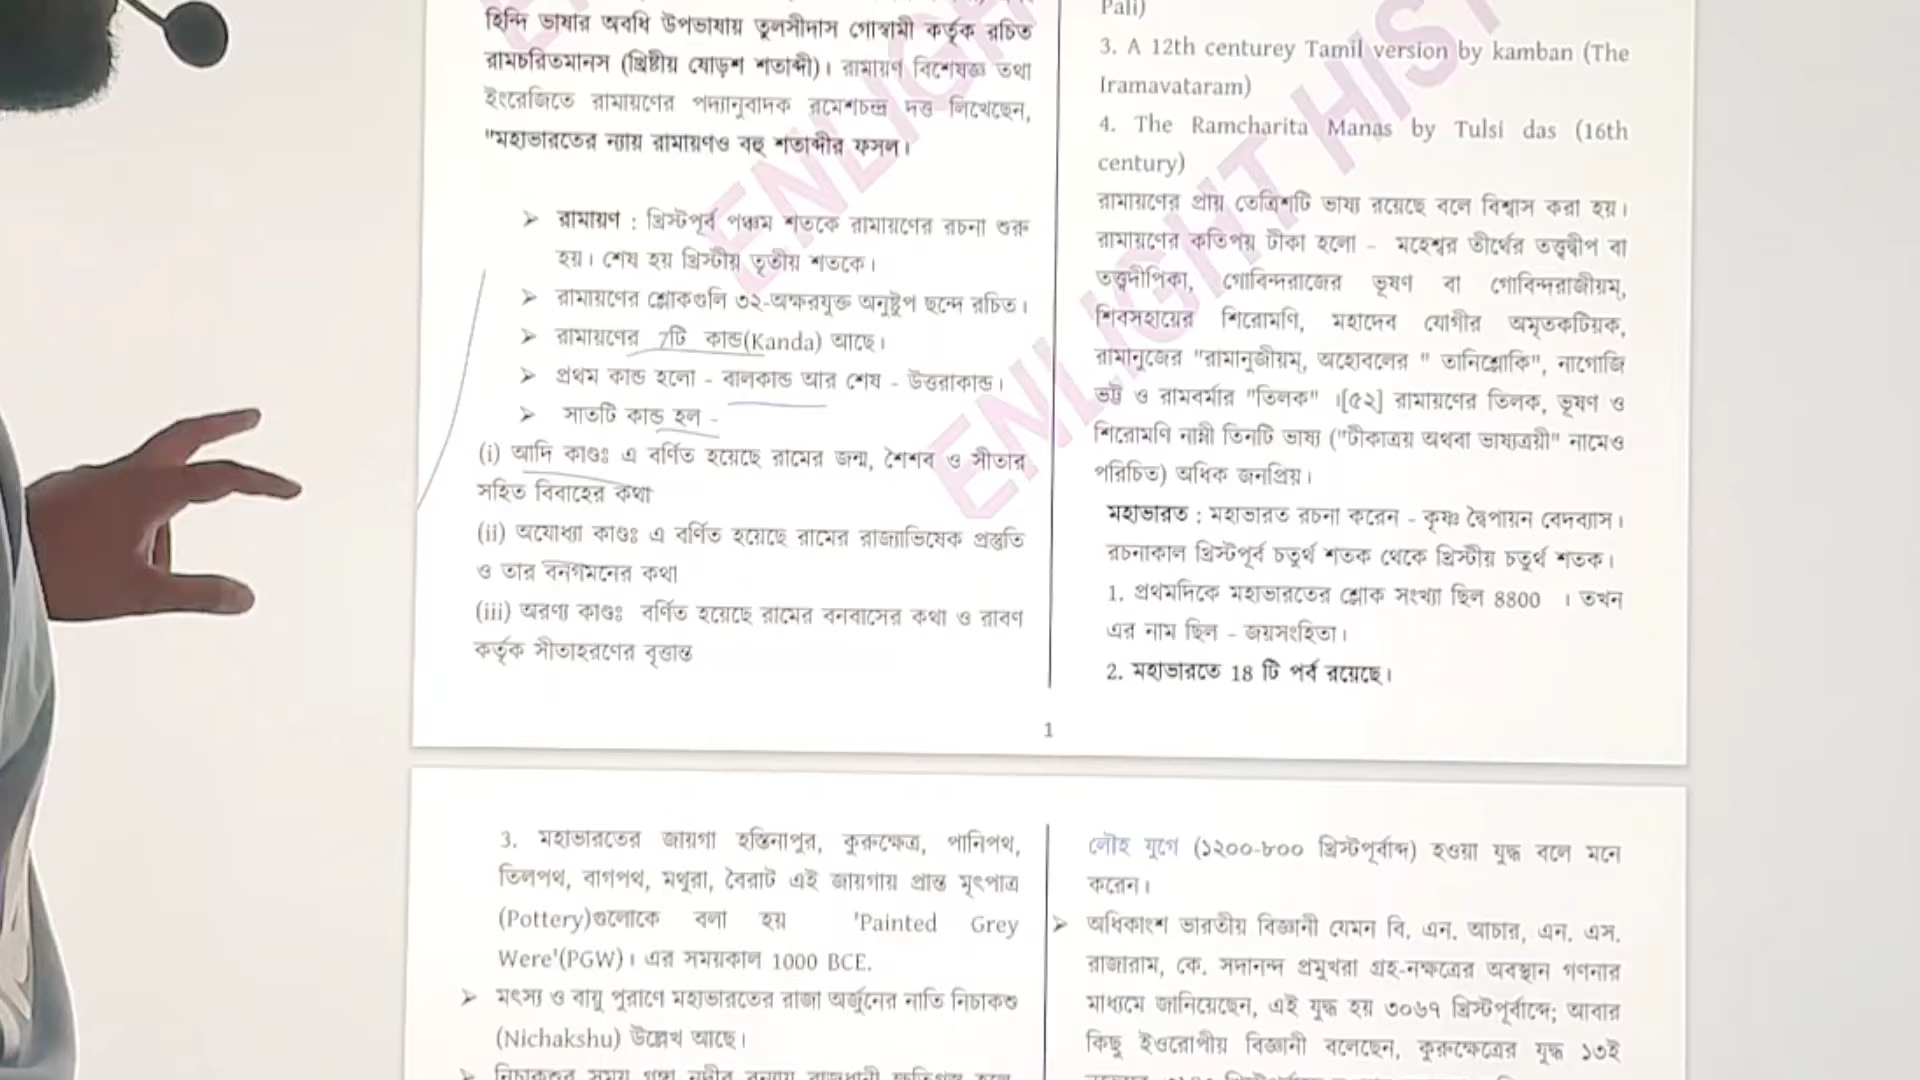 হিন্দি ভাষার অবধি উপভাষায় তুলসীদাস গোস্বামী কর্তৃক রচিত
রামচরিতমানস (খ্রিষ্টীয় ষোড়শ শতাব্দী)। রামায়ণ বিশেষজ্ঞ তথা
ইংরেজিতে রামায়ণের পদ্যানুবাদক রমেশচন্দ্র দত্ত লিখেছেন,
"মহাভারতের ন্যায় রামায়ণও বহু শতাব্দীর ফসল।
➢ রামায়ণ : খ্রিস্টপূর্ব পঞ্চম শতকে রামায়ণের রচনা শুরু
হয়। শেষ হয় খ্রিস্টীয় তৃতীয় শতকে।
➢ রামায়ণের শ্লোকগুলি ৩২-অক্ষরযুক্ত অনুষ্টুপ ছন্দে রচিত।
➢ রামায়ণের 7টি কান্ড(Kanda) আছে।
➢ প্রথম কান্ড হলো - বালকান্ড আর শেষ - উত্তরাকান্ড।
➢ সাতটি কান্ড হল -
(i) আদি কাণ্ডঃ এ বর্ণিত হয়েছে রামের জন্ম, শৈশব ও সীতার
সহিত বিবাহের কথা
(ii) অযোধ্যা কাণ্ডঃ এ বর্ণিত হয়েছে রামের রাজ্যাভিষেক প্রস্তুতি
ও তার বনগমনের কথা
(iii) অরণ্য কাণ্ডঃ বর্ণিত হয়েছে রামের বনবাসের কথা ও রাবণ
কর্তৃক সীতাহরণের বৃত্তান্ত
Pali)
3. A 12th centurey Tamil version by kamban (The
Iramavataram)
4. The Ramcharita Manas by Tulsi das (16th
century)
রামায়ণের প্রায় তেত্রিশটি ভাষ্য রয়েছে বলে বিশ্বাস করা হয়।
রামায়ণের কতিপয় টীকা হলো - মহেশ্বর তীর্থের তত্ত্বদ্বীপ বা
তত্ত্বদীপিকা, গোবিন্দরাজের ভূষণ বা গোবিন্দরাজীয়ম্,
শিবসহায়ের শিরোমণি, মহাদেব যোগীর অমৃতকটিয়ক,
রামানুজের "রামানুজীয়ম্, অহোবলের " তানিশ্লোকি", নাগোজি
ভট্ট ও রামবর্মার "তিলক" ।[৫২] রামায়ণের তিলক, ভূষণ ও
শিরোমণি নাম্নী তিনটি ভাষ্য ("টীকাত্রয় অথবা ভাষ্যত্রয়ী" নামেও
পরিচিত) অধিক জনপ্রিয়।
মহাভারত : মহাভারত রচনা করেন - কৃষ্ণ দ্বৈপায়ন বেদব্যাস।
রচনাকাল খ্রিস্টপূর্ব চতুর্থ শতক থেকে খ্রিস্টীয় চতুর্থ শতক।
1. প্রথমদিকে মহাভারতের শ্লোক সংখ্যা ছিল 8800 । তখন
এর নাম ছিল - জয়সংহিতা।
2. মহাভারতে 18 টি পর্ব রয়েছে।
1
3. মহাভারতের জায়গা হস্তিনাপুর, কুরুক্ষেত্র, পানিপথ,
তিলপথ, বাগপথ, মথুরা, বৈরাট এই জায়গায় প্রাপ্ত মৃৎপাত্র
(Pottery)গুলোকে বলা হয় 'Painted Grey
Were'(PGW)। এর সময়কাল 1000 BCE.
➢ মৎস্য ও বায়ু পুরাণে মহাভারতের রাজা অর্জুনের নাতি নিচাকশু
(Nichakshu) উল্লেখ আছে।
লৌহ যুগে (১২০০-৮০০ খ্রিস্টপূর্বাব্দ) হওয়া যুদ্ধ বলে মনে
করেন।
➢ অধিকাংশ ভারতীয় বিজ্ঞানী যেমন বি. এন. আচার, এন. এস.
রাজারাম, কে. সদানন্দ প্রমুখরা গ্রহ-নক্ষত্রের অবস্থান গণনার
মাধ্যমে জানিয়েছেন, এই যুদ্ধ হয় ৩০৬৭ খ্রিস্টপূর্বাব্দে; আবার
কিছু ইওরোপীয় বিজ্ঞানী বলেছেন, কুরুক্ষেত্রের যুদ্ধ ১৩ই
ENLIGHT HIST